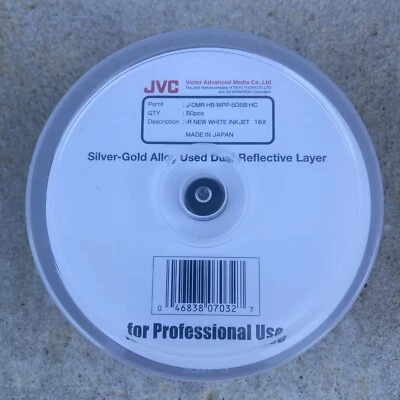 JVC Victor Advanced Media Co.,Ltd.
Part# : J-DMR-HB-WPP-50SB-HC
QTY : 50pcs
Description : -R NEW WHITE INKJET 16X
MADE IN JAPAN
Silver-Gold Alloy Used Dual Reflective Layer
0 46838 07032 7
for Professional Use